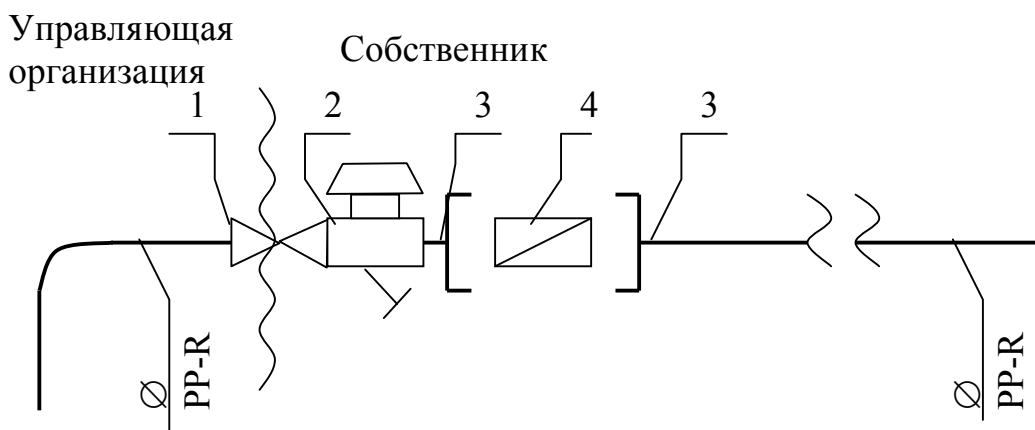 Управляющая
организация
Собственник
1
2
3
4
3
∅ PP-R
∅ PP-R